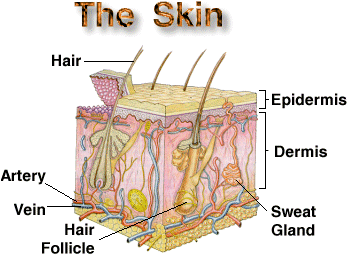 The Skin
Hair
Epidermis
Dermis
Artery
Vein
Hair
Follicle
Sweat
Gland